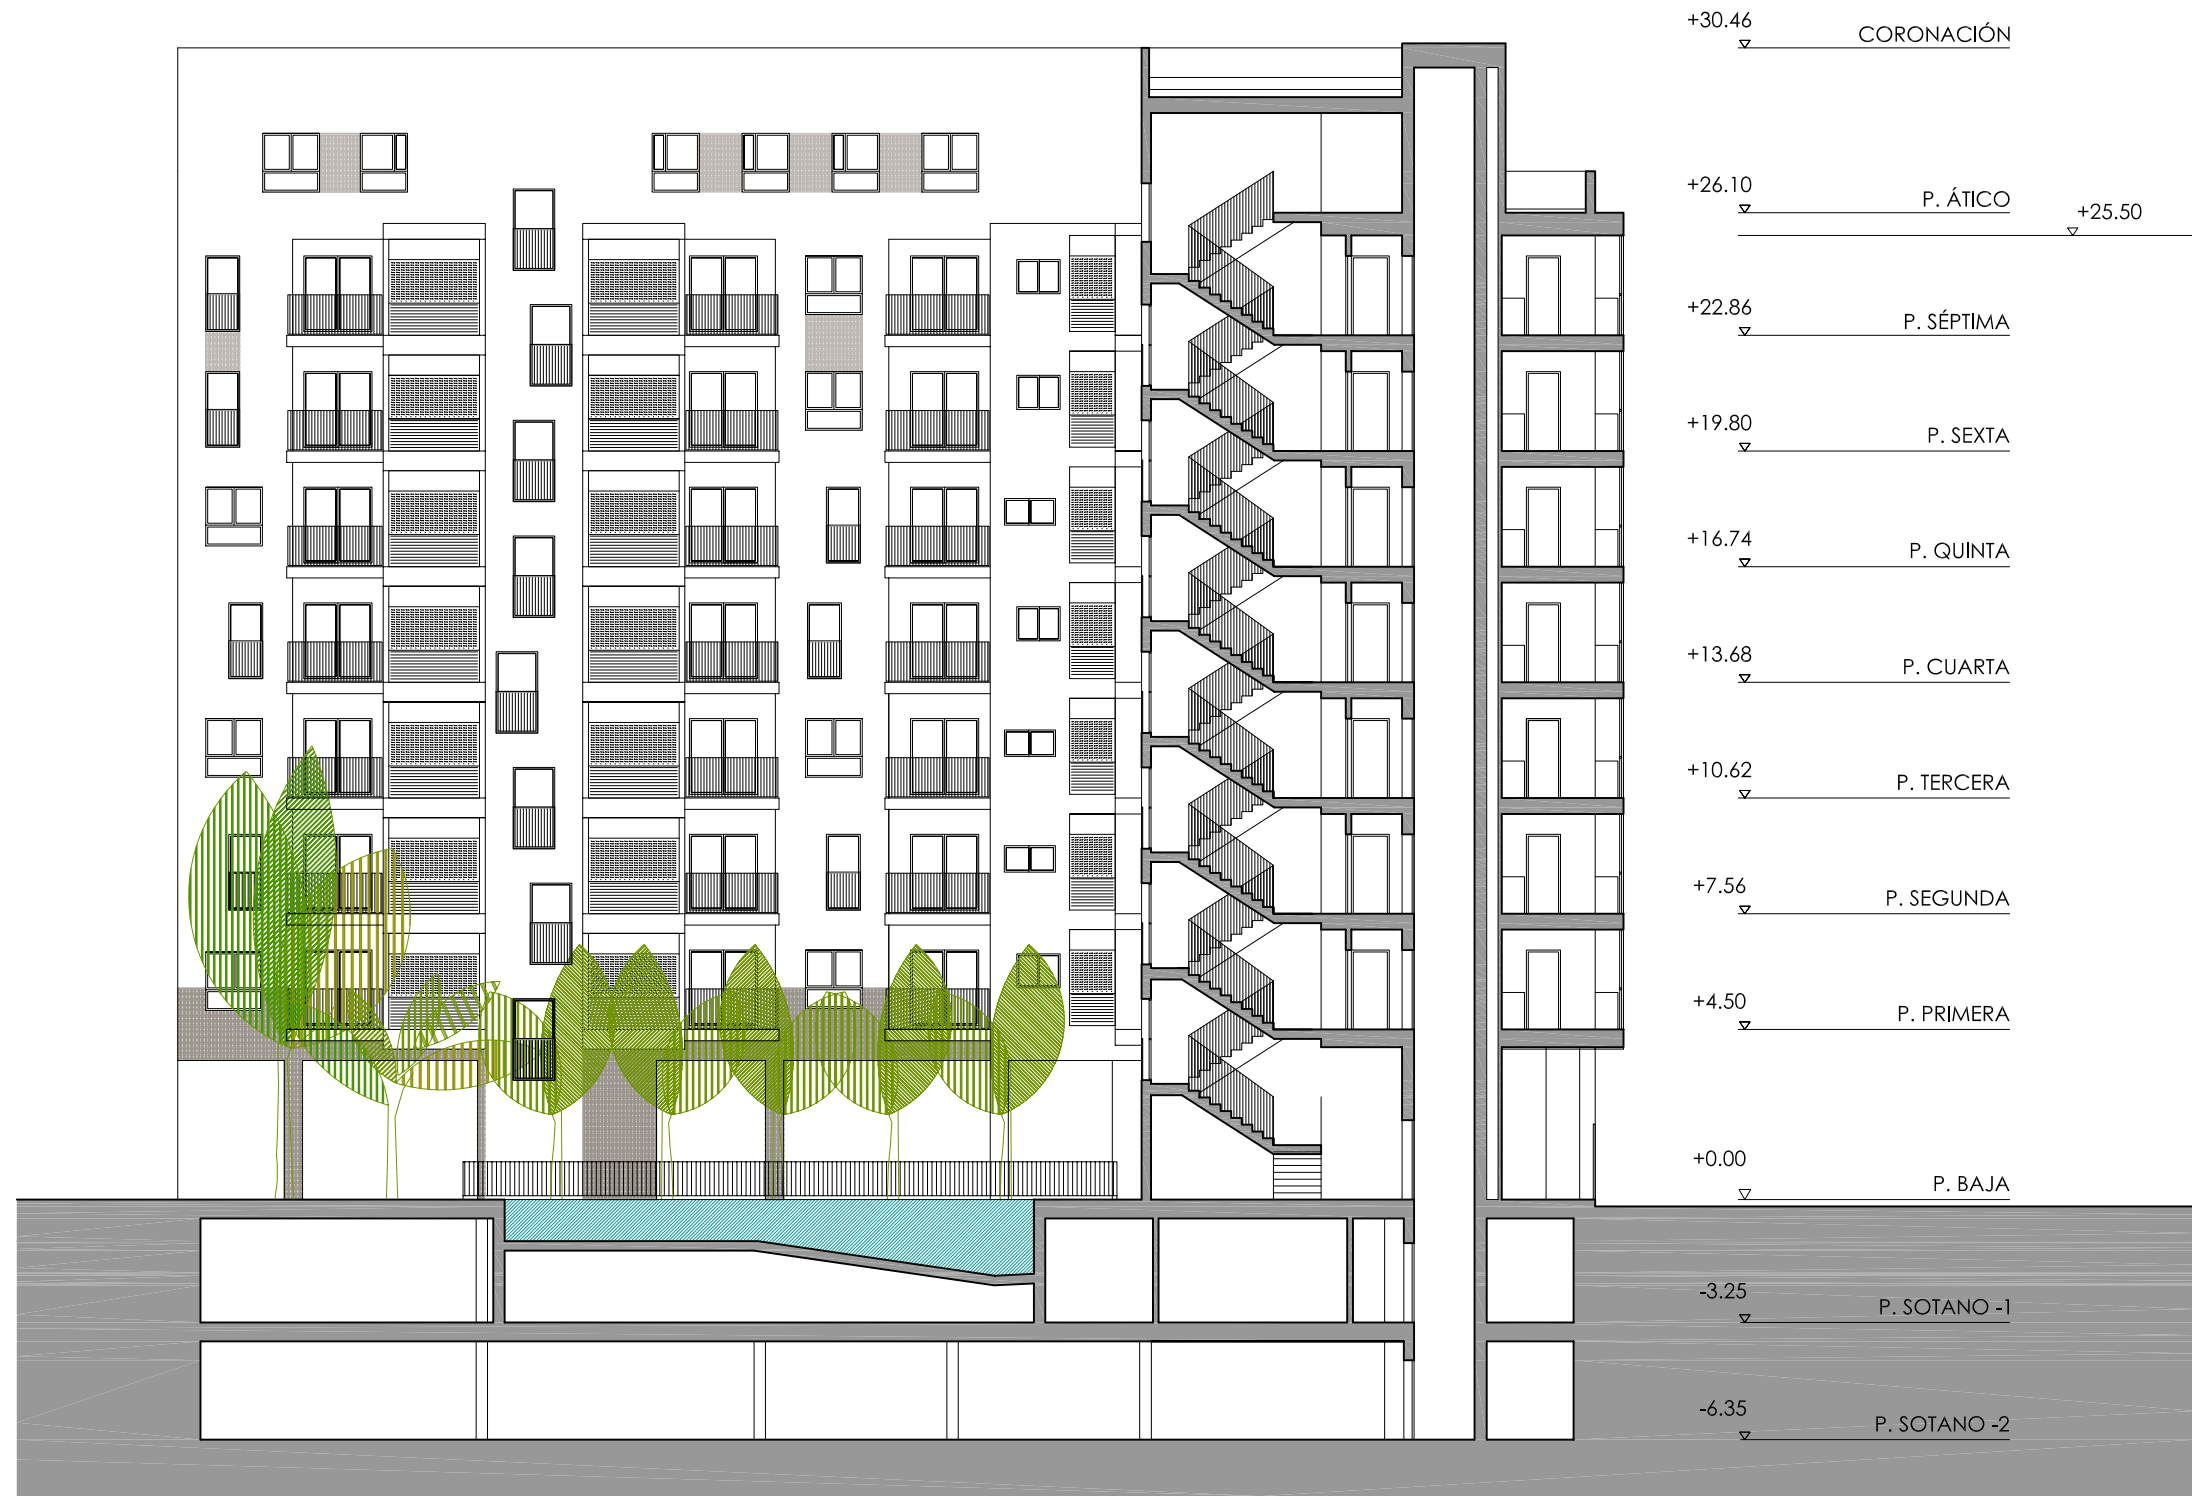 +30.46
CORONACIÓN
+26.10
P. ÁTICO
+25.50
+22.86
P. SÉPTIMA
+19.80
P. SEXTA
+16.74
P. QUINTA
+13.68
P. CUARTA
+10.62
P. TERCERA
+7.56
P. SEGUNDA
+4.50
P. PRIMERA
+0.00
P. BAJA
-3.25
P. SOTANO -1
-6.35
P. SOTANO -2